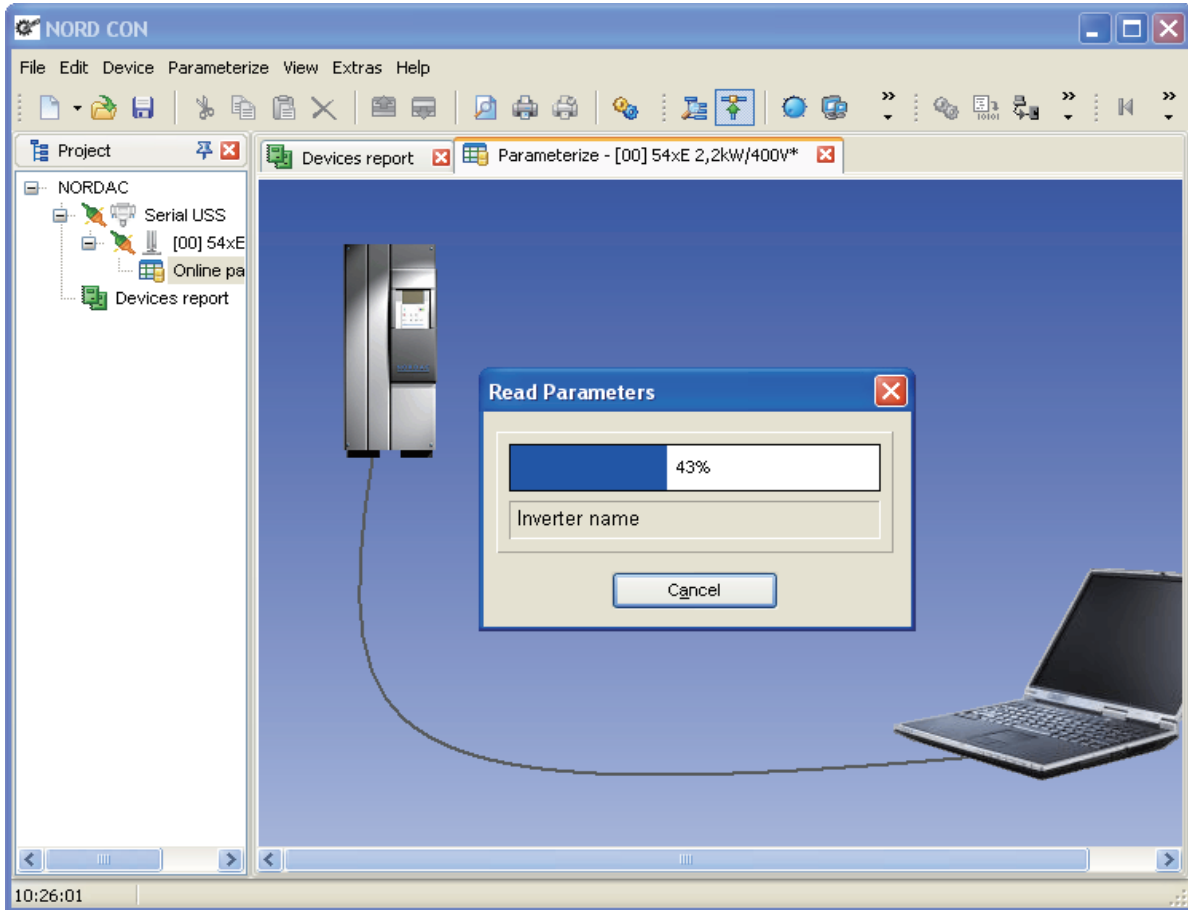 NORD CON
File Edit Device Parameterize View Extras Help
Project
Devices report
Parameterize - [00] 54xE 2,2kW/400V*
NORDAC
Serial USS
[00] 54xE
Online pa
Devices report
Read Parameters
43%
Inverter name
Cancel
10:26:01